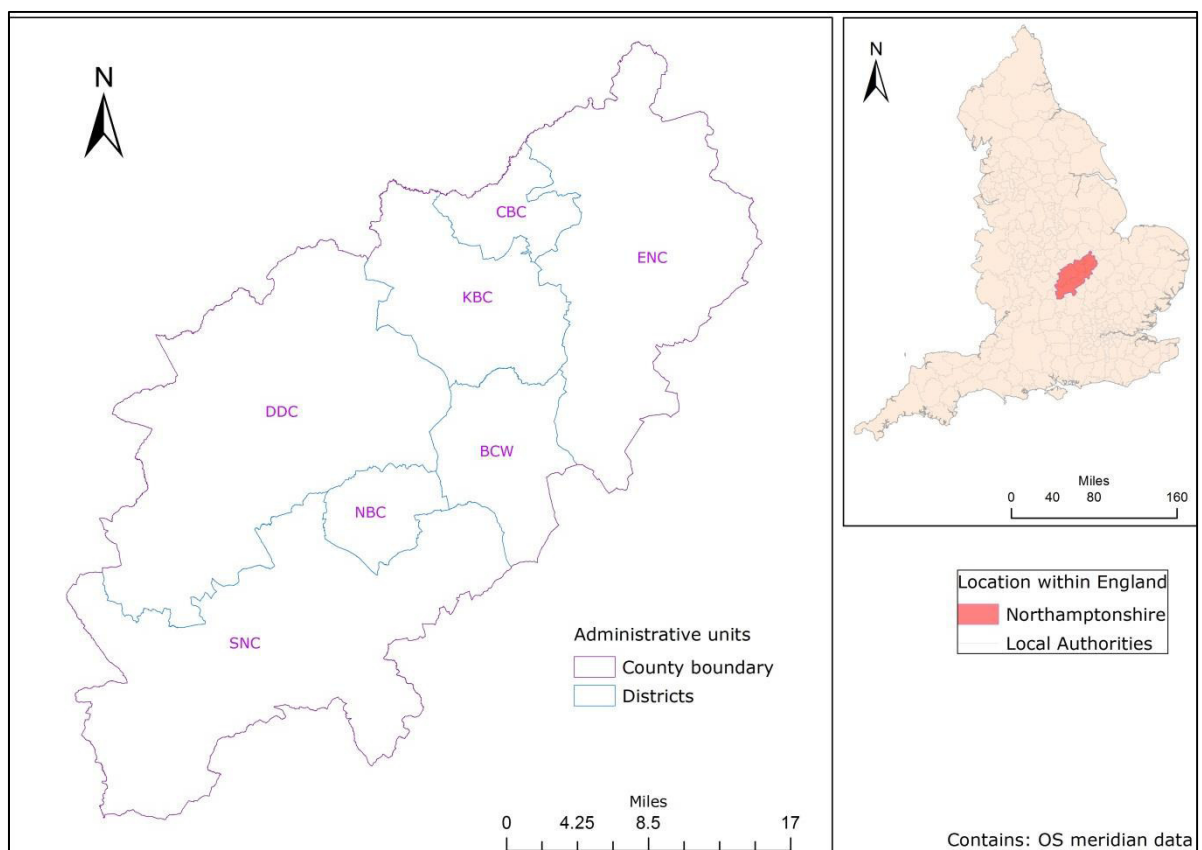 N
CBC
ENC
KBC
DDC
BCW
NBC
SNC
Administrative units
County boundary
Districts
Miles
0 4.25 8.5 17
N
Miles
0 40 80 160
Location within England
Northamptonshire
Local Authorities
Contains: OS meridian data